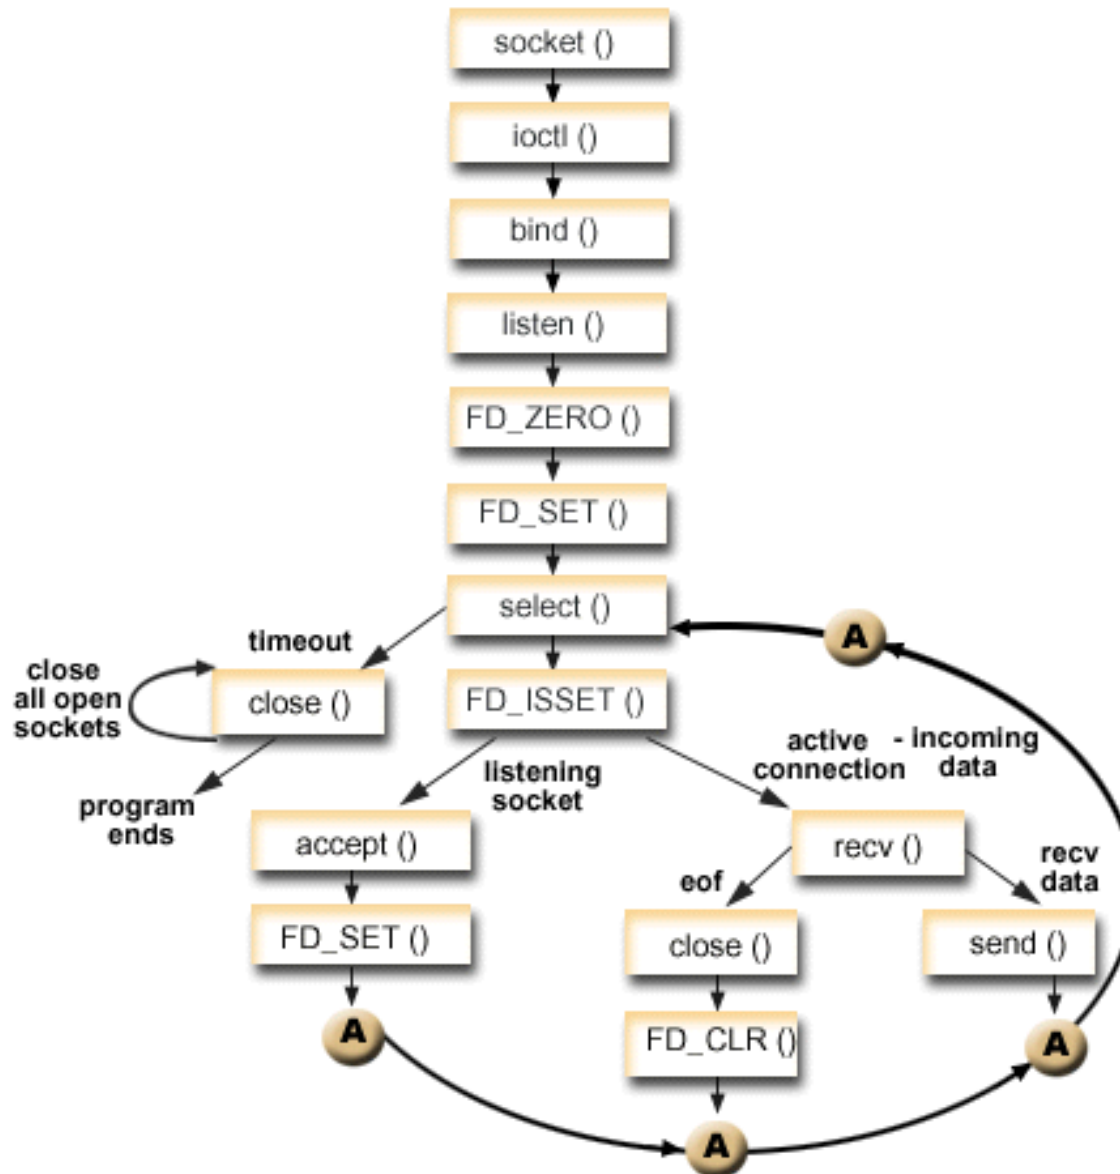 socket ()
ioctl ()
bind ()
listen ()
FD_ZERO ()
FD_SET ()
select ()
A
timeout
close
all open
sockets
close ()
FD_ISSET ()
program
ends
listening
socket
active
connection
- incoming
data
accept ()
recv ()
eof
recv
data
FD_SET ()
close ()
send ()
A
FD_CLR ()
A
A